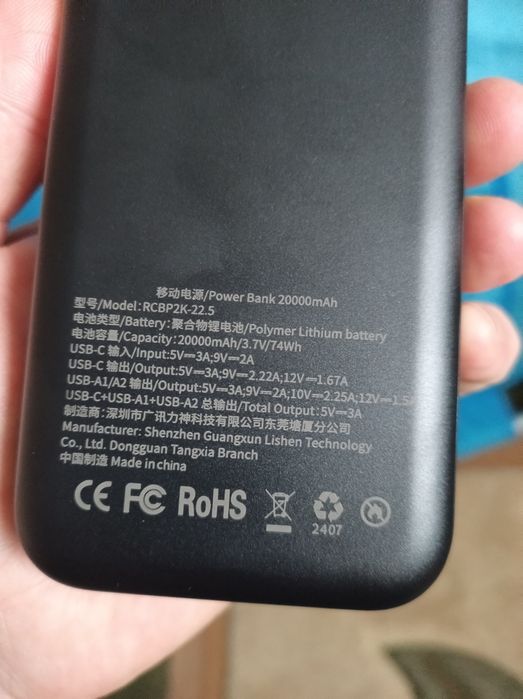 移动电源/Power Bank 20000mAh
型号/Model: RCBP2K-22.5
电池类型/Battery: 聚合物锂电池/Polymer Lithium battery
电池容量/Capacity: 20000mAh/3.7V/74Wh
USB-C 输入/Input:5V⎓3A;9V⎓2A
USB-C 输出/Output:5V⎓3A;9V⎓2.22A;12V⎓1.67A
USB-A1/A2 输出/Output:5V⎓3A;9V⎓2A;10V⎓2.25A;12V⎓1.5A
USB-C+USB-A1+USB-A2 总输出/Total Output:5V⎓3A
制造商: 深圳市广讯力神科技有限公司东莞塘厦分公司
Manufacturer: Shenzhen Guangxun Lishen Technology
Co., Ltd. Dongguan Tangxia Branch
中国制造 Made in china
CE FC RoHS
2407